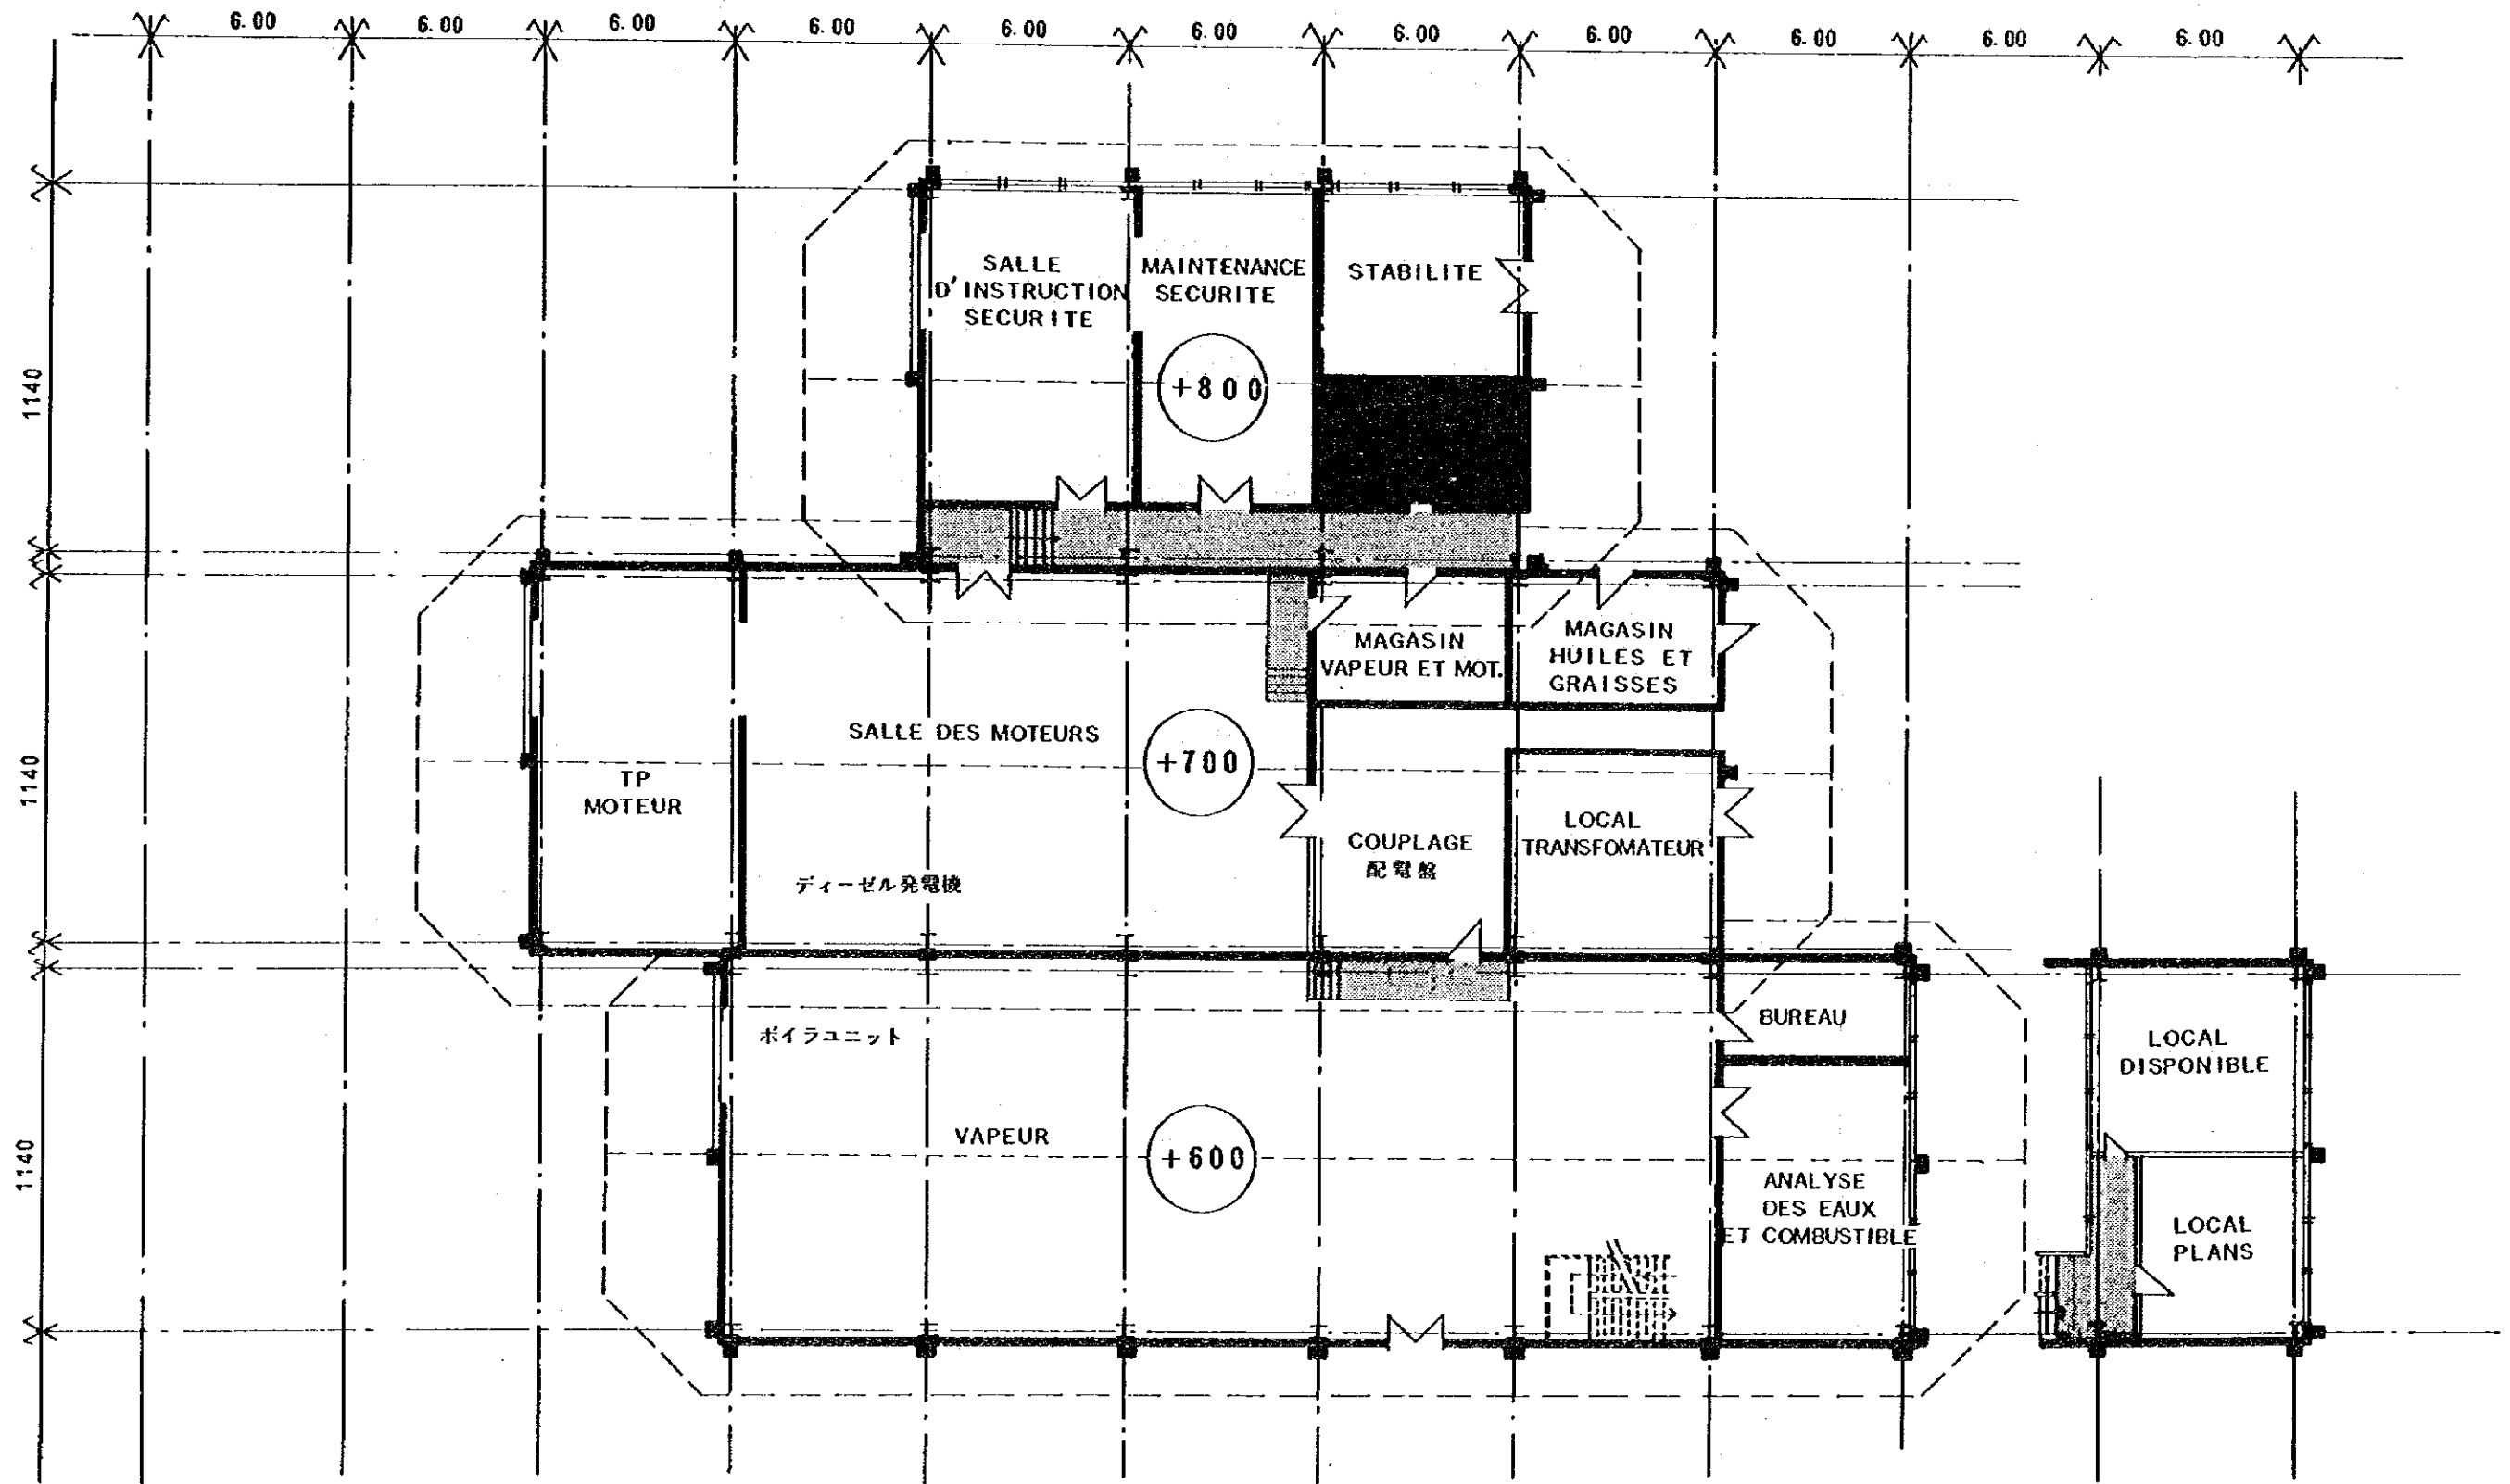 6.00
6.00
6.00
6.00
6.00
6.00
6.00
6.00
6.00
6.00
6.00
SALLE
D'INSTRUCTION
SECURITE
MAINTENANCE
SECURITE
STABILITE
+800
1140
MAGASIN
VAPEUR ET MOT.
MAGASIN
HUILES ET
GRAISSES
SALLE DES MOTEURS
+700
1140
TP
MOTEUR
COUPLAGE
配電盤
LOCAL
TRANSFOMATEUR
ディーゼル発電機
ボイラユニット
BUREAU
LOCAL
DISPONIBLE
VAPEUR
+600
1140
ANALYSE
DES EAUX
ET COMBUSTIBLE
LOCAL
PLANS